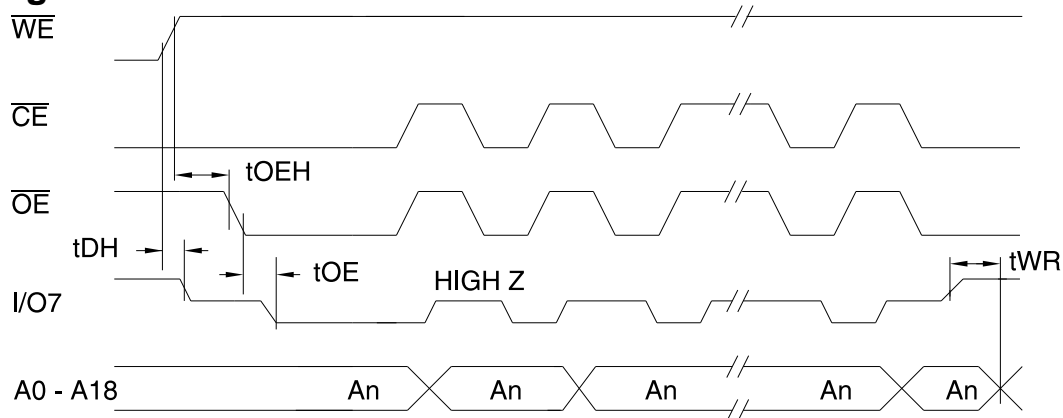 WE
CE
tOEH
OE
tDH
tOE
HIGH Z
tWR
I/O7
A0 - A18 An An An An An